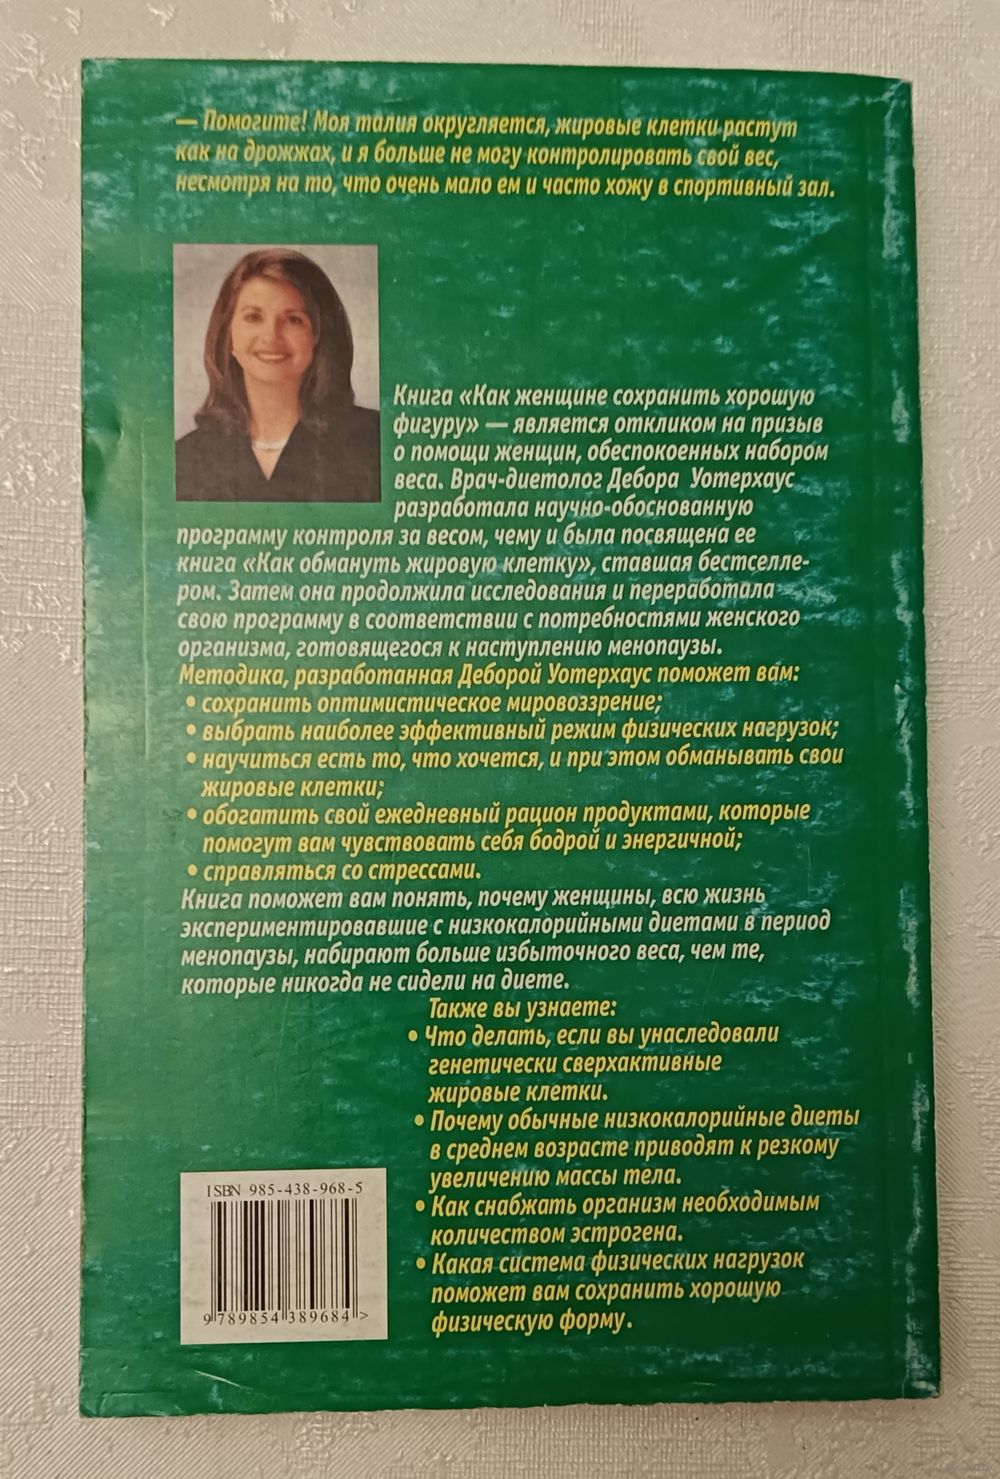 — Помогите! Моя талия округляется, жировые клетки растут
как на дрожжах, и я больше не могу контролировать свой вес,
несмотря на то, что очень мало ем и часто хожу в спортивный зал.
Книга «Как женщине сохранить хорошую
фигуру» — является откликом на призыв
о помощи женщин, обеспокоенных набором
веса. Врач-диетолог Дебора Уотерхаус
разработала научно-обоснованную
программу контроля за весом, чему и была посвящена ее
книга «Как обмануть жировую клетку», ставшая бестселле-
ром. Затем она продолжила исследования и переработала
свою программу в соответствии с потребностями женского
организма, готовящегося к наступлению менопаузы.
Методика, разработанная Деборой Уотерхаус поможет вам:
• сохранить оптимистическое мировоззрение;
• выбрать наиболее эффективный режим физических нагрузок;
• научиться есть то, что хочется, и при этом обманывать свои
жировые клетки;
• обогатить свой ежедневный рацион продуктами, которые
помогут вам чувствовать себя бодрой и энергичной;
• справляться со стрессами.
Книга поможет вам понять, почему женщины, всю жизнь
экспериментировавшие с низкокалорийными диетами в период
менопаузы, набирают больше избыточного веса, чем те,
которые никогда не сидели на диете.
Также вы узнаете:
• Что делать, если вы унаследовали
генетически сверхактивные
жировые клетки.
• Почему обычные низкокалорийные диеты
в среднем возрасте приводят к резкому
увеличению массы тела.
• Как снабжать организм необходимым
количеством эстрогена.
• Какая система физических нагрузок
поможет вам сохранить хорошую
физическую форму.
ISBN 985-438-968-5
9 789854 389684 >